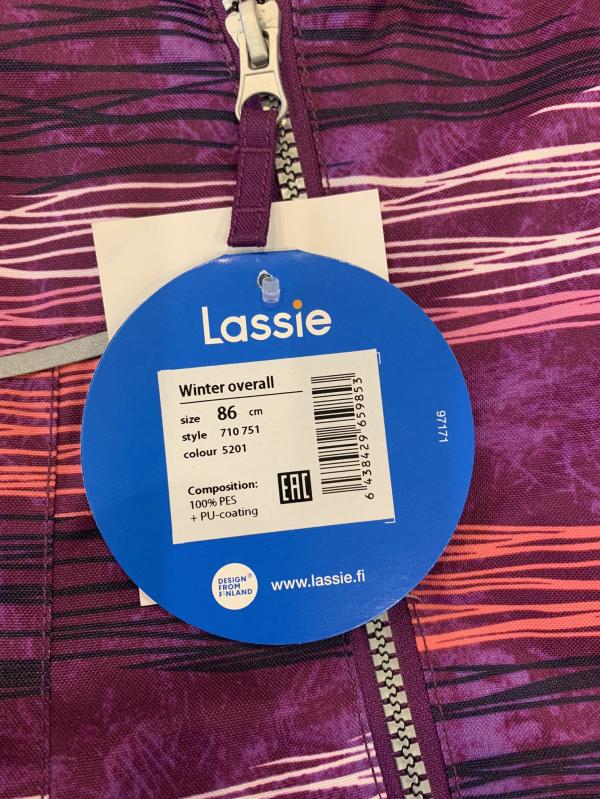 Lassie
Winter overall
size 86 cm
style 710 751
colour 5201
Composition:
100% PES
+ PU-coating
EAC
6 438429 659853
97171
DESIGN®
FROM
FINLAND
www.lassie.fi